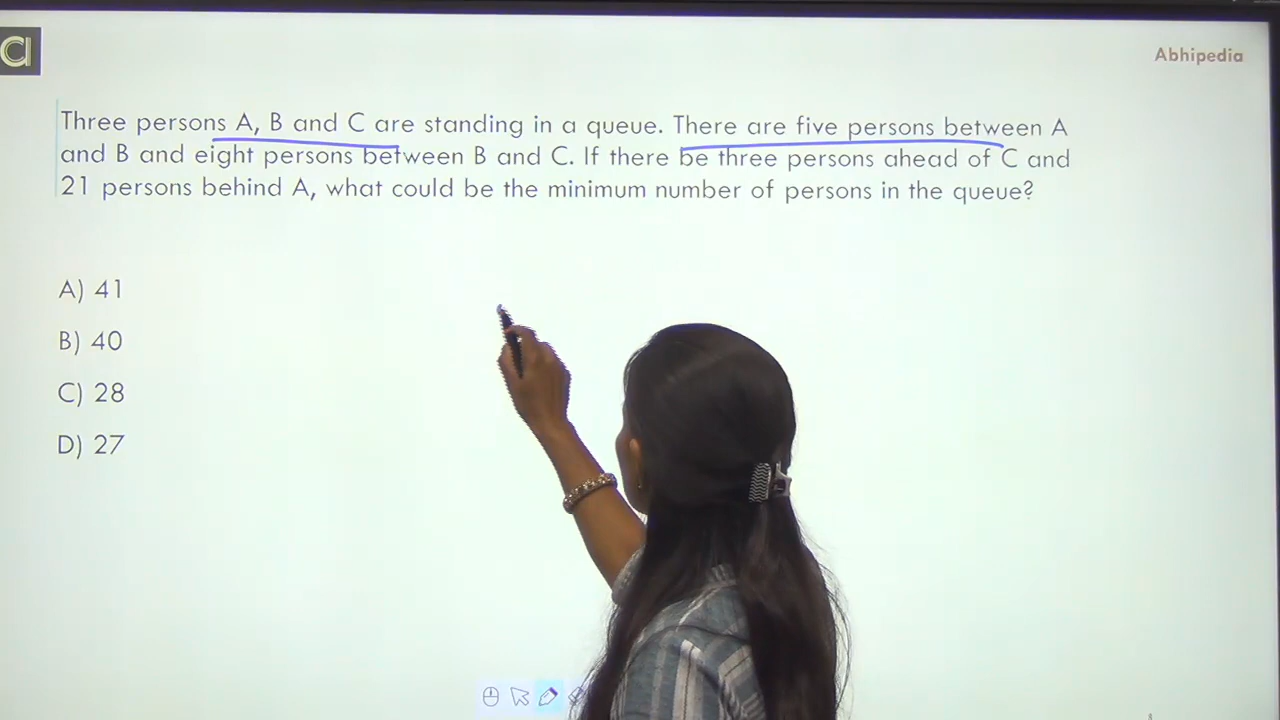 CI
Abhipedia
Three persons A, B and C are standing in a queue. There are five persons between A
and B and eight persons between B and C. If there be three persons ahead of C and
21 persons behind A, what could be the minimum number of persons in the queue?
A) 41
B) 40
C) 28
D) 27